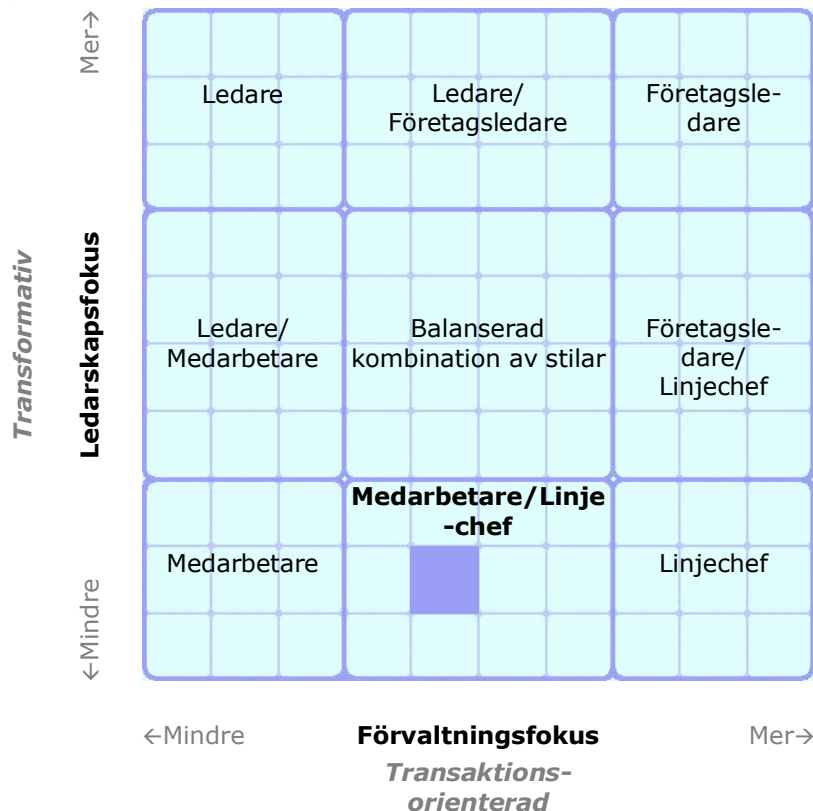 Mer→
Ledare
Ledare/
Företagsledare
Företagsle-
dare
Transformativ
Ledarskapsfokus
Ledare/
Medarbetare
Balanserad
kombination av stilar
Företagsle-
dare/
Linjechef
Medarbetare/Linje
-chef
Medarbetare
Linjechef
←Mindre
←Mindre
Förvaltningsfokus
Mer→
Transaktions-
orienterad